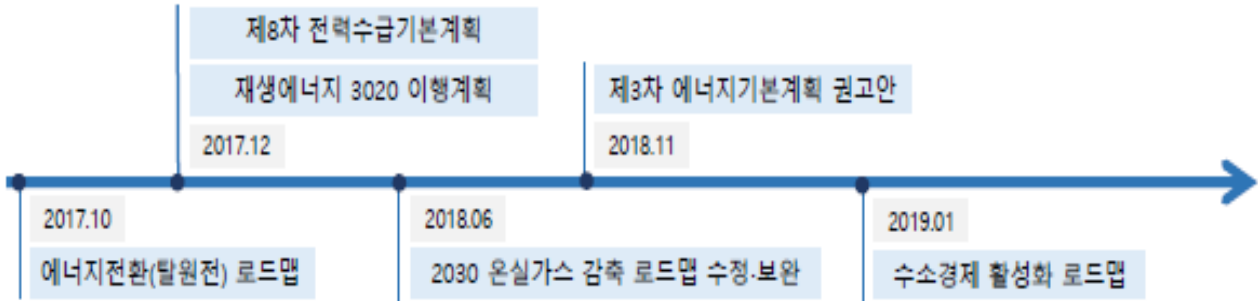 제8차 전력수급기본계획
재생에너지 3020 이행계획
2017.12
제3차 에너지기본계획 권고안
2018.11
2017.10
에너지전환(탈원전) 로드맵
2018.06
2030 온실가스 감축 로드맵 수정·보완
2019.01
수소경제 활성화 로드맵